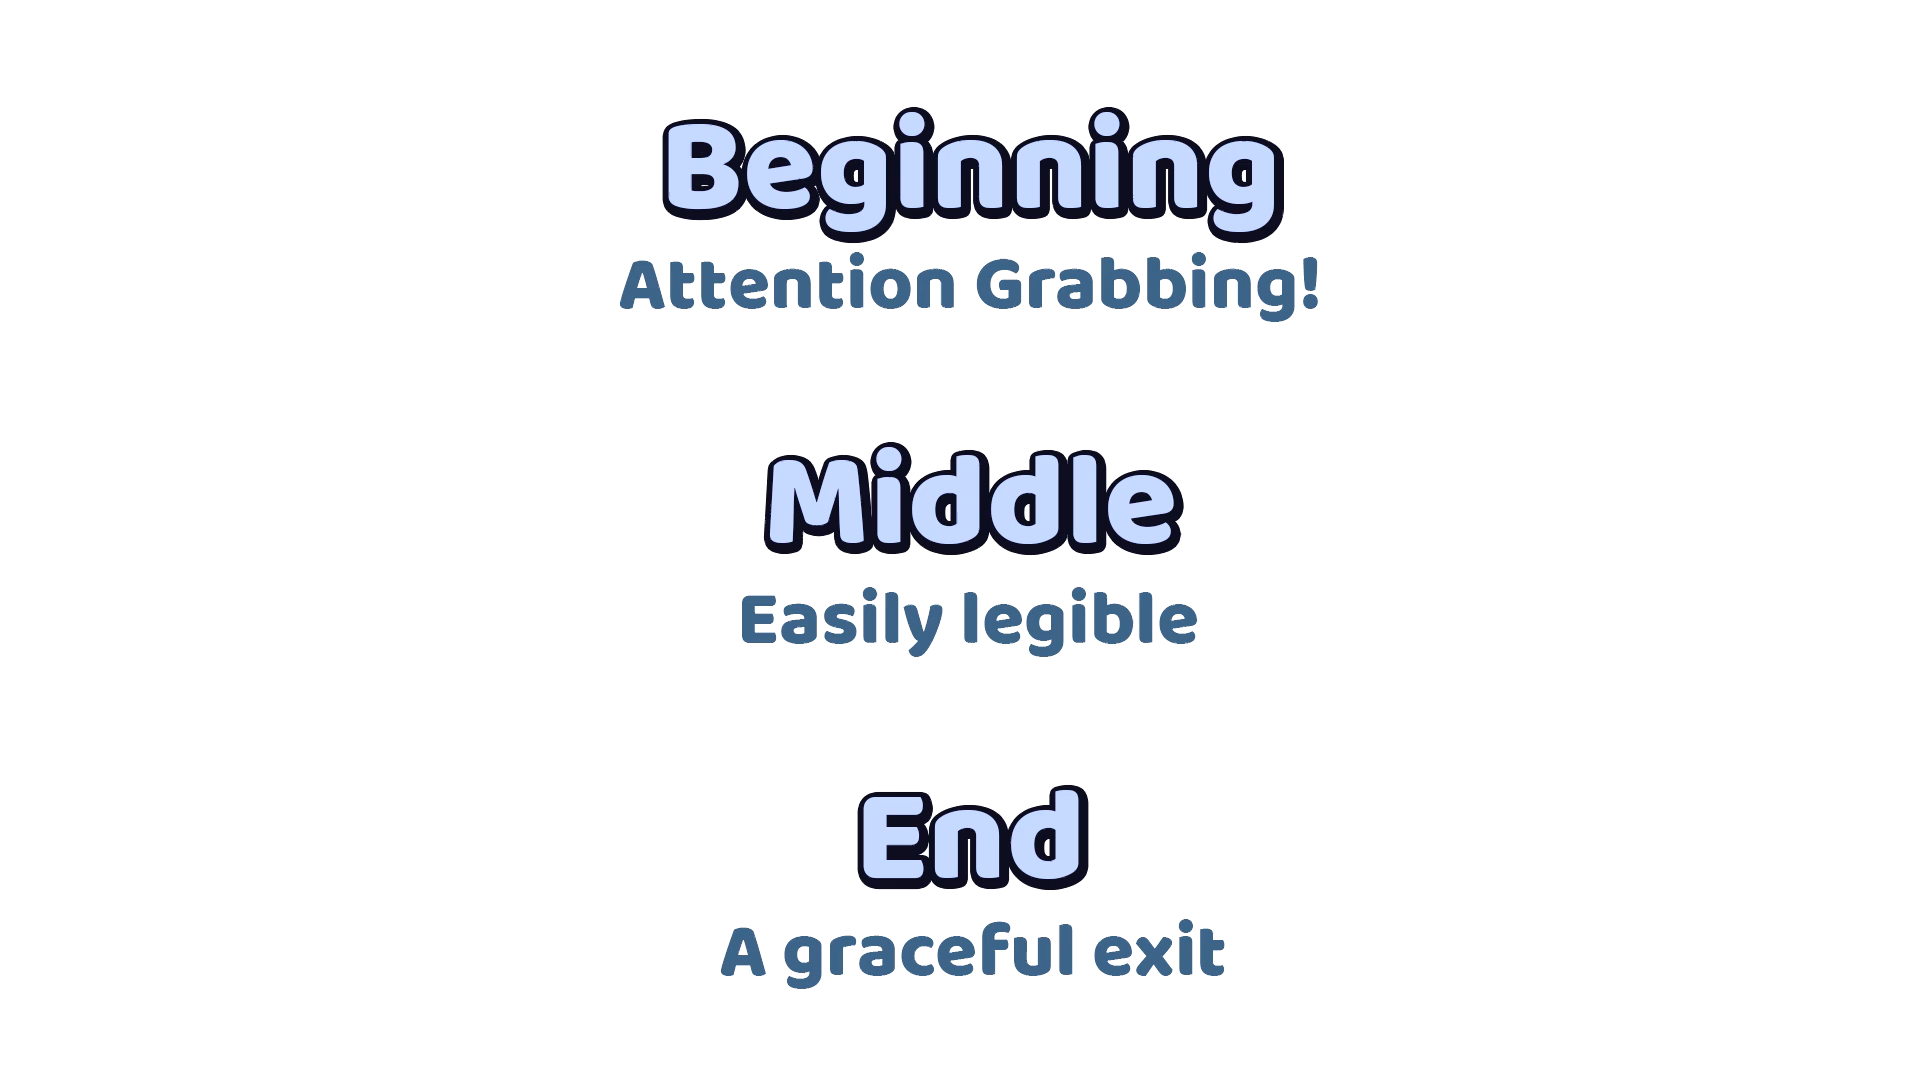 Beginning
Attention Grabbing!
Middle
Easily legible
End
A graceful exit